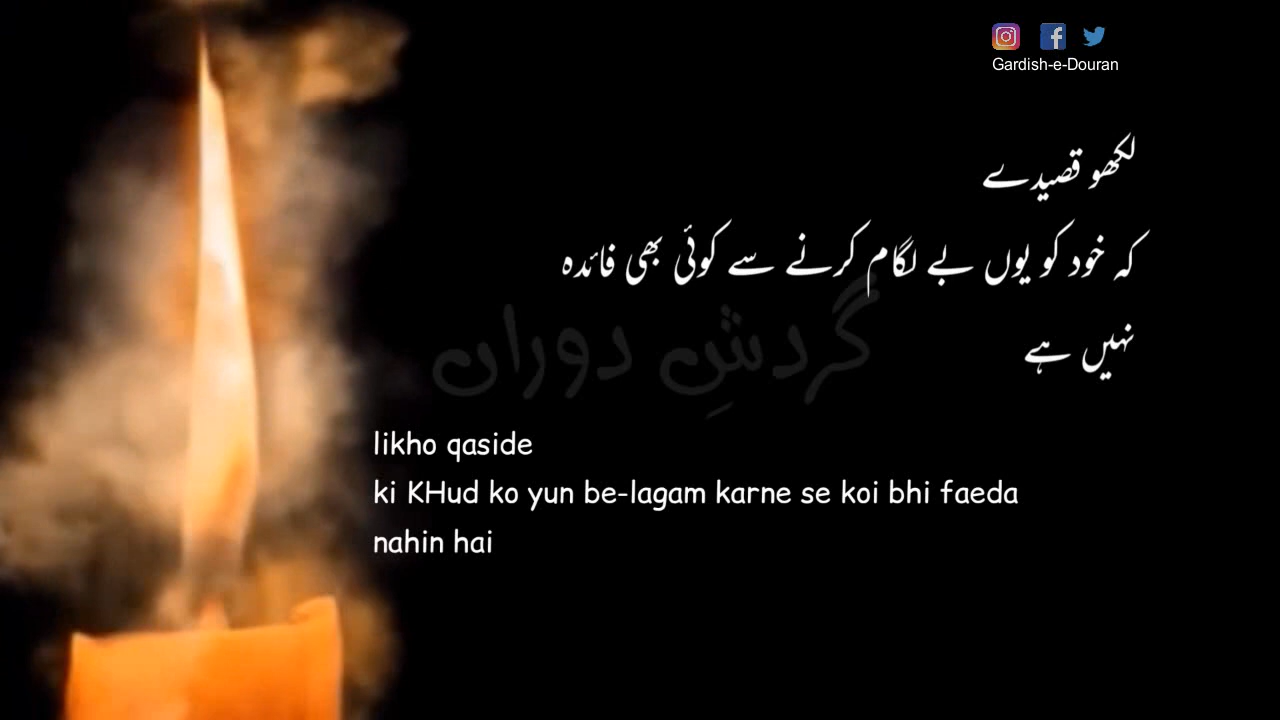 Gardish-e-Douran
لکھو قصیدے
کہ خود کو یوں بے لگام کرنے سے کوئی بھی فائدہ
نہیں ہے
گردشِ دوراں
likho qaside
ki KHud ko yun be-lagam karne se koi bhi faeda
nahin hai